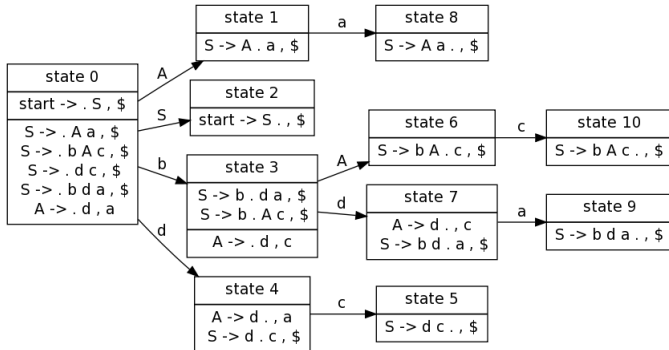 state 0
start -> . S , $
S -> . A a , $
S -> . b A c , $
S -> . d c , $
S -> . b d a , $
A -> . d , a
A
S
b
d
state 1
S -> A . a , $
a
state 8
S -> A a . , $
state 2
start -> S . , $
state 3
S -> b . d a , $
S -> b . A c , $
A -> . d , c
A
d
state 6
S -> b A . c , $
c
state 10
S -> b A c . , $
state 7
A -> d . , c
S -> b d . a , $
a
state 9
S -> b d a . , $
state 4
A -> d . , a
S -> d . c , $
c
state 5
S -> d c . , $